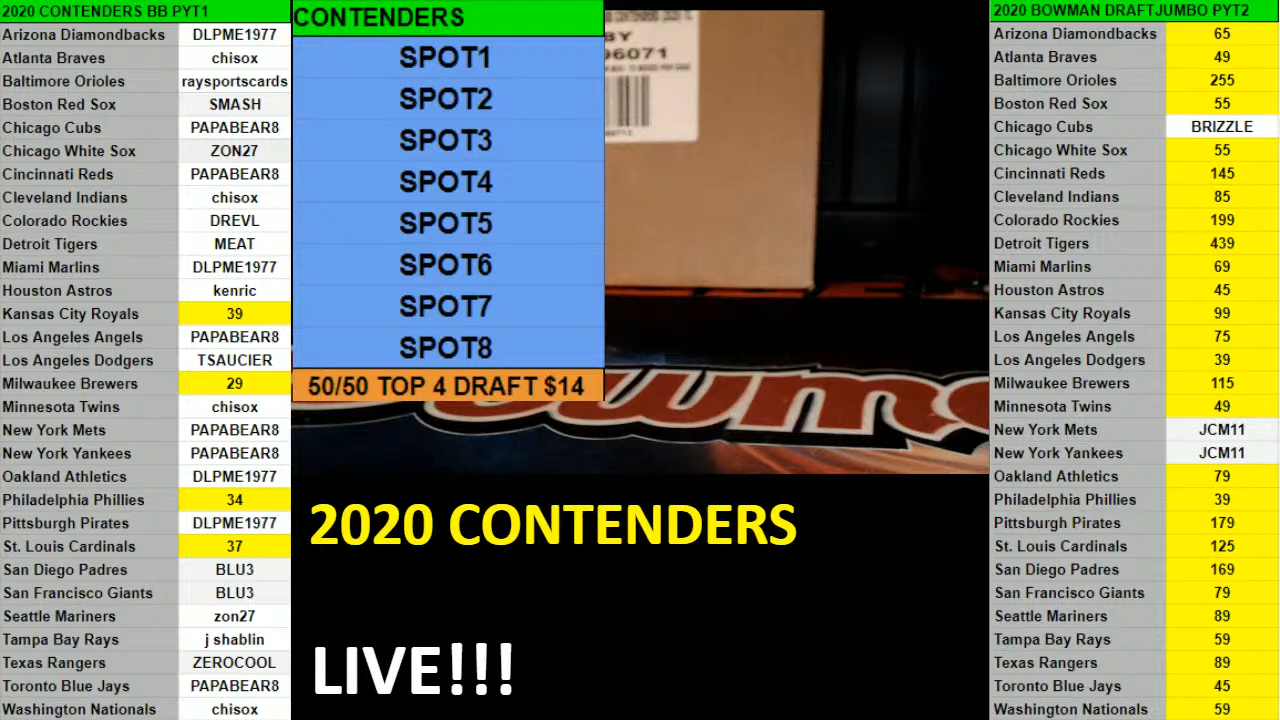 2020 CONTENDERS BB PYT1
Arizona Diamondbacks DLPME1977
Atlanta Braves chisox
Baltimore Orioles raysportscards
Boston Red Sox SMASH
Chicago Cubs PAPABEAR8
Chicago White Sox ZON27
Cincinnati Reds PAPABEAR8
Cleveland Indians chisox
Colorado Rockies DREVL
Detroit Tigers MEAT
Miami Marlins DLPME1977
Houston Astros kenric
Kansas City Royals 39
Los Angeles Angels PAPABEAR8
Los Angeles Dodgers TSAUCIER
Milwaukee Brewers 29
Minnesota Twins chisox
New York Mets PAPABEAR8
New York Yankees PAPABEAR8
Oakland Athletics DLPME1977
Philadelphia Phillies 34
Pittsburgh Pirates DLPME1977
St. Louis Cardinals 37
San Diego Padres BLU3
San Francisco Giants BLU3
Seattle Mariners zon27
Tampa Bay Rays j shablin
Texas Rangers ZEROCOOL
Toronto Blue Jays PAPABEAR8
Washington Nationals chisox
CONTENDERS
SPOT1
SPOT2
SPOT3
SPOT4
SPOT5
SPOT6
SPOT7
SPOT8
50/50 TOP 4 DRAFT $14
BY
96071
2020 CONTENDERS
LIVE!!!
2020 BOWMAN DRAFTJUMBO PYT2
Arizona Diamondbacks 65
Atlanta Braves 49
Baltimore Orioles 255
Boston Red Sox 55
Chicago Cubs BRIZZLE
Chicago White Sox 55
Cincinnati Reds 145
Cleveland Indians 85
Colorado Rockies 199
Detroit Tigers 439
Miami Marlins 69
Houston Astros 45
Kansas City Royals 99
Los Angeles Angels 75
Los Angeles Dodgers 39
Milwaukee Brewers 115
Minnesota Twins 49
New York Mets JCM11
New York Yankees JCM11
Oakland Athletics 79
Philadelphia Phillies 39
Pittsburgh Pirates 179
St. Louis Cardinals 125
San Diego Padres 169
San Francisco Giants 79
Seattle Mariners 89
Tampa Bay Rays 59
Texas Rangers 89
Toronto Blue Jays 45
Washington Nationals 59